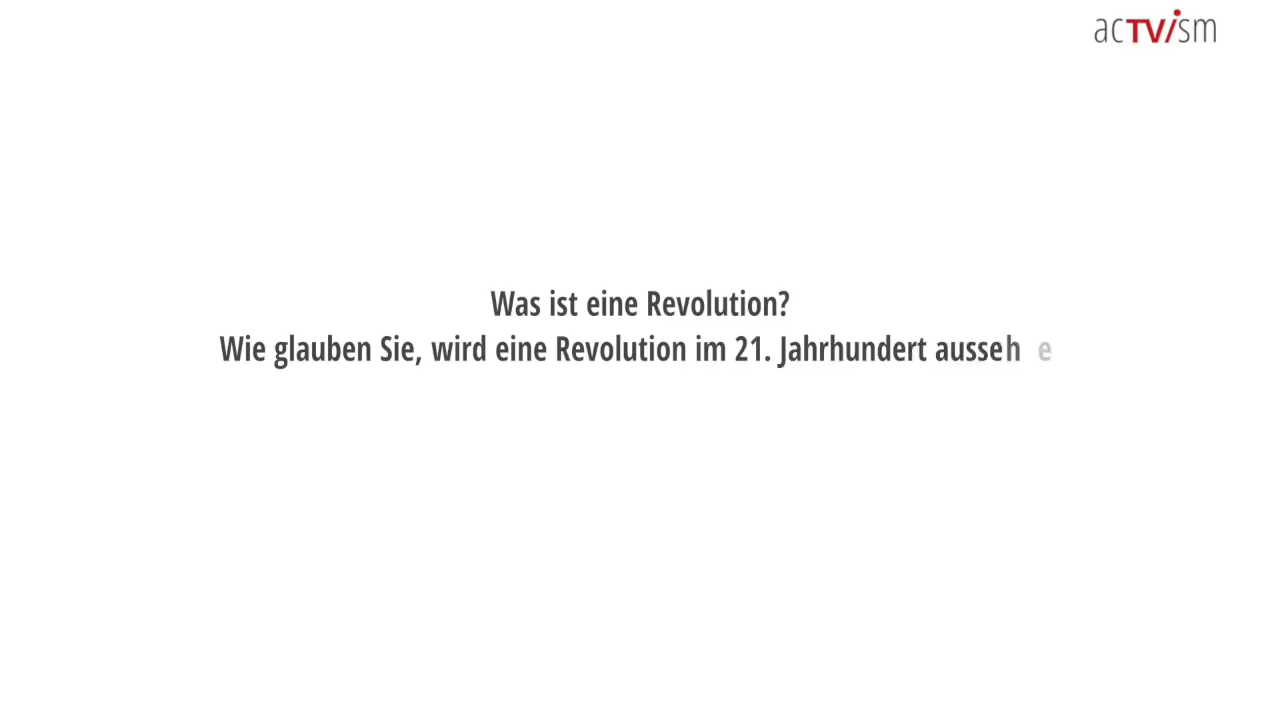 acTVism
Was ist eine Revolution?
Wie glauben Sie, wird eine Revolution im 21. Jahrhundert ausseh e